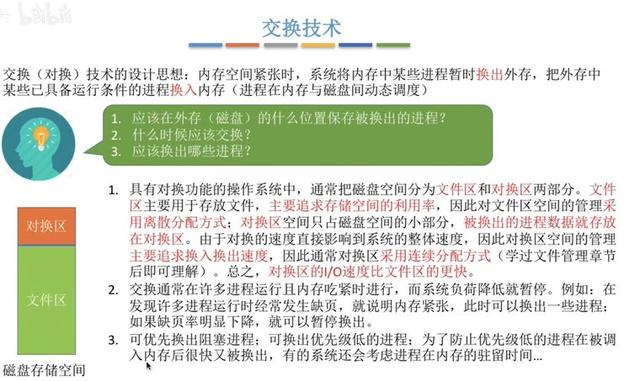 bilibili
交换技术
交换（对换）技术的设计思想：内存空间紧张时，系统将内存中某些进程暂时换出外存，把外存中
某些已具备运行条件的进程换入内存（进程在内存与磁盘间动态调度）
1. 应该在外存（磁盘）的什么位置保存被换出的进程？
2. 什么时候应该交换？
3. 应该换出哪些进程？
1. 具有对换功能的操作系统中，通常把磁盘空间分为文件区和对换区两部分。文件
区主要用于存放文件，主要追求存储空间的利用率，因此对文件区空间的管理采
用离散分配方式；对换区空间只占磁盘空间的小部分，被换出的进程数据就存放
在对换区。由于对换的速度直接影响到系统的整体速度，因此对换区空间的管理
主要追求换入换出速度，因此通常对换区采用连续分配方式（学过文件管理章节
后即可理解）。总之，对换区的I/O速度比文件区的更快。
2. 交换通常在许多进程运行且内存吃紧时进行，而系统负荷降低就暂停。例如：在
发现许多进程运行时经常发生缺页，就说明内存紧张，此时可以换出一些进程；
如果缺页率明显下降，就可以暂停换出。
3. 可优先换出阻塞进程；可换出优先级低的进程；为了防止优先级低的进程在被调
入内存后很快又被换出，有的系统还会考虑进程在内存的驻留时间…
对换区
文件区
磁盘存储空间